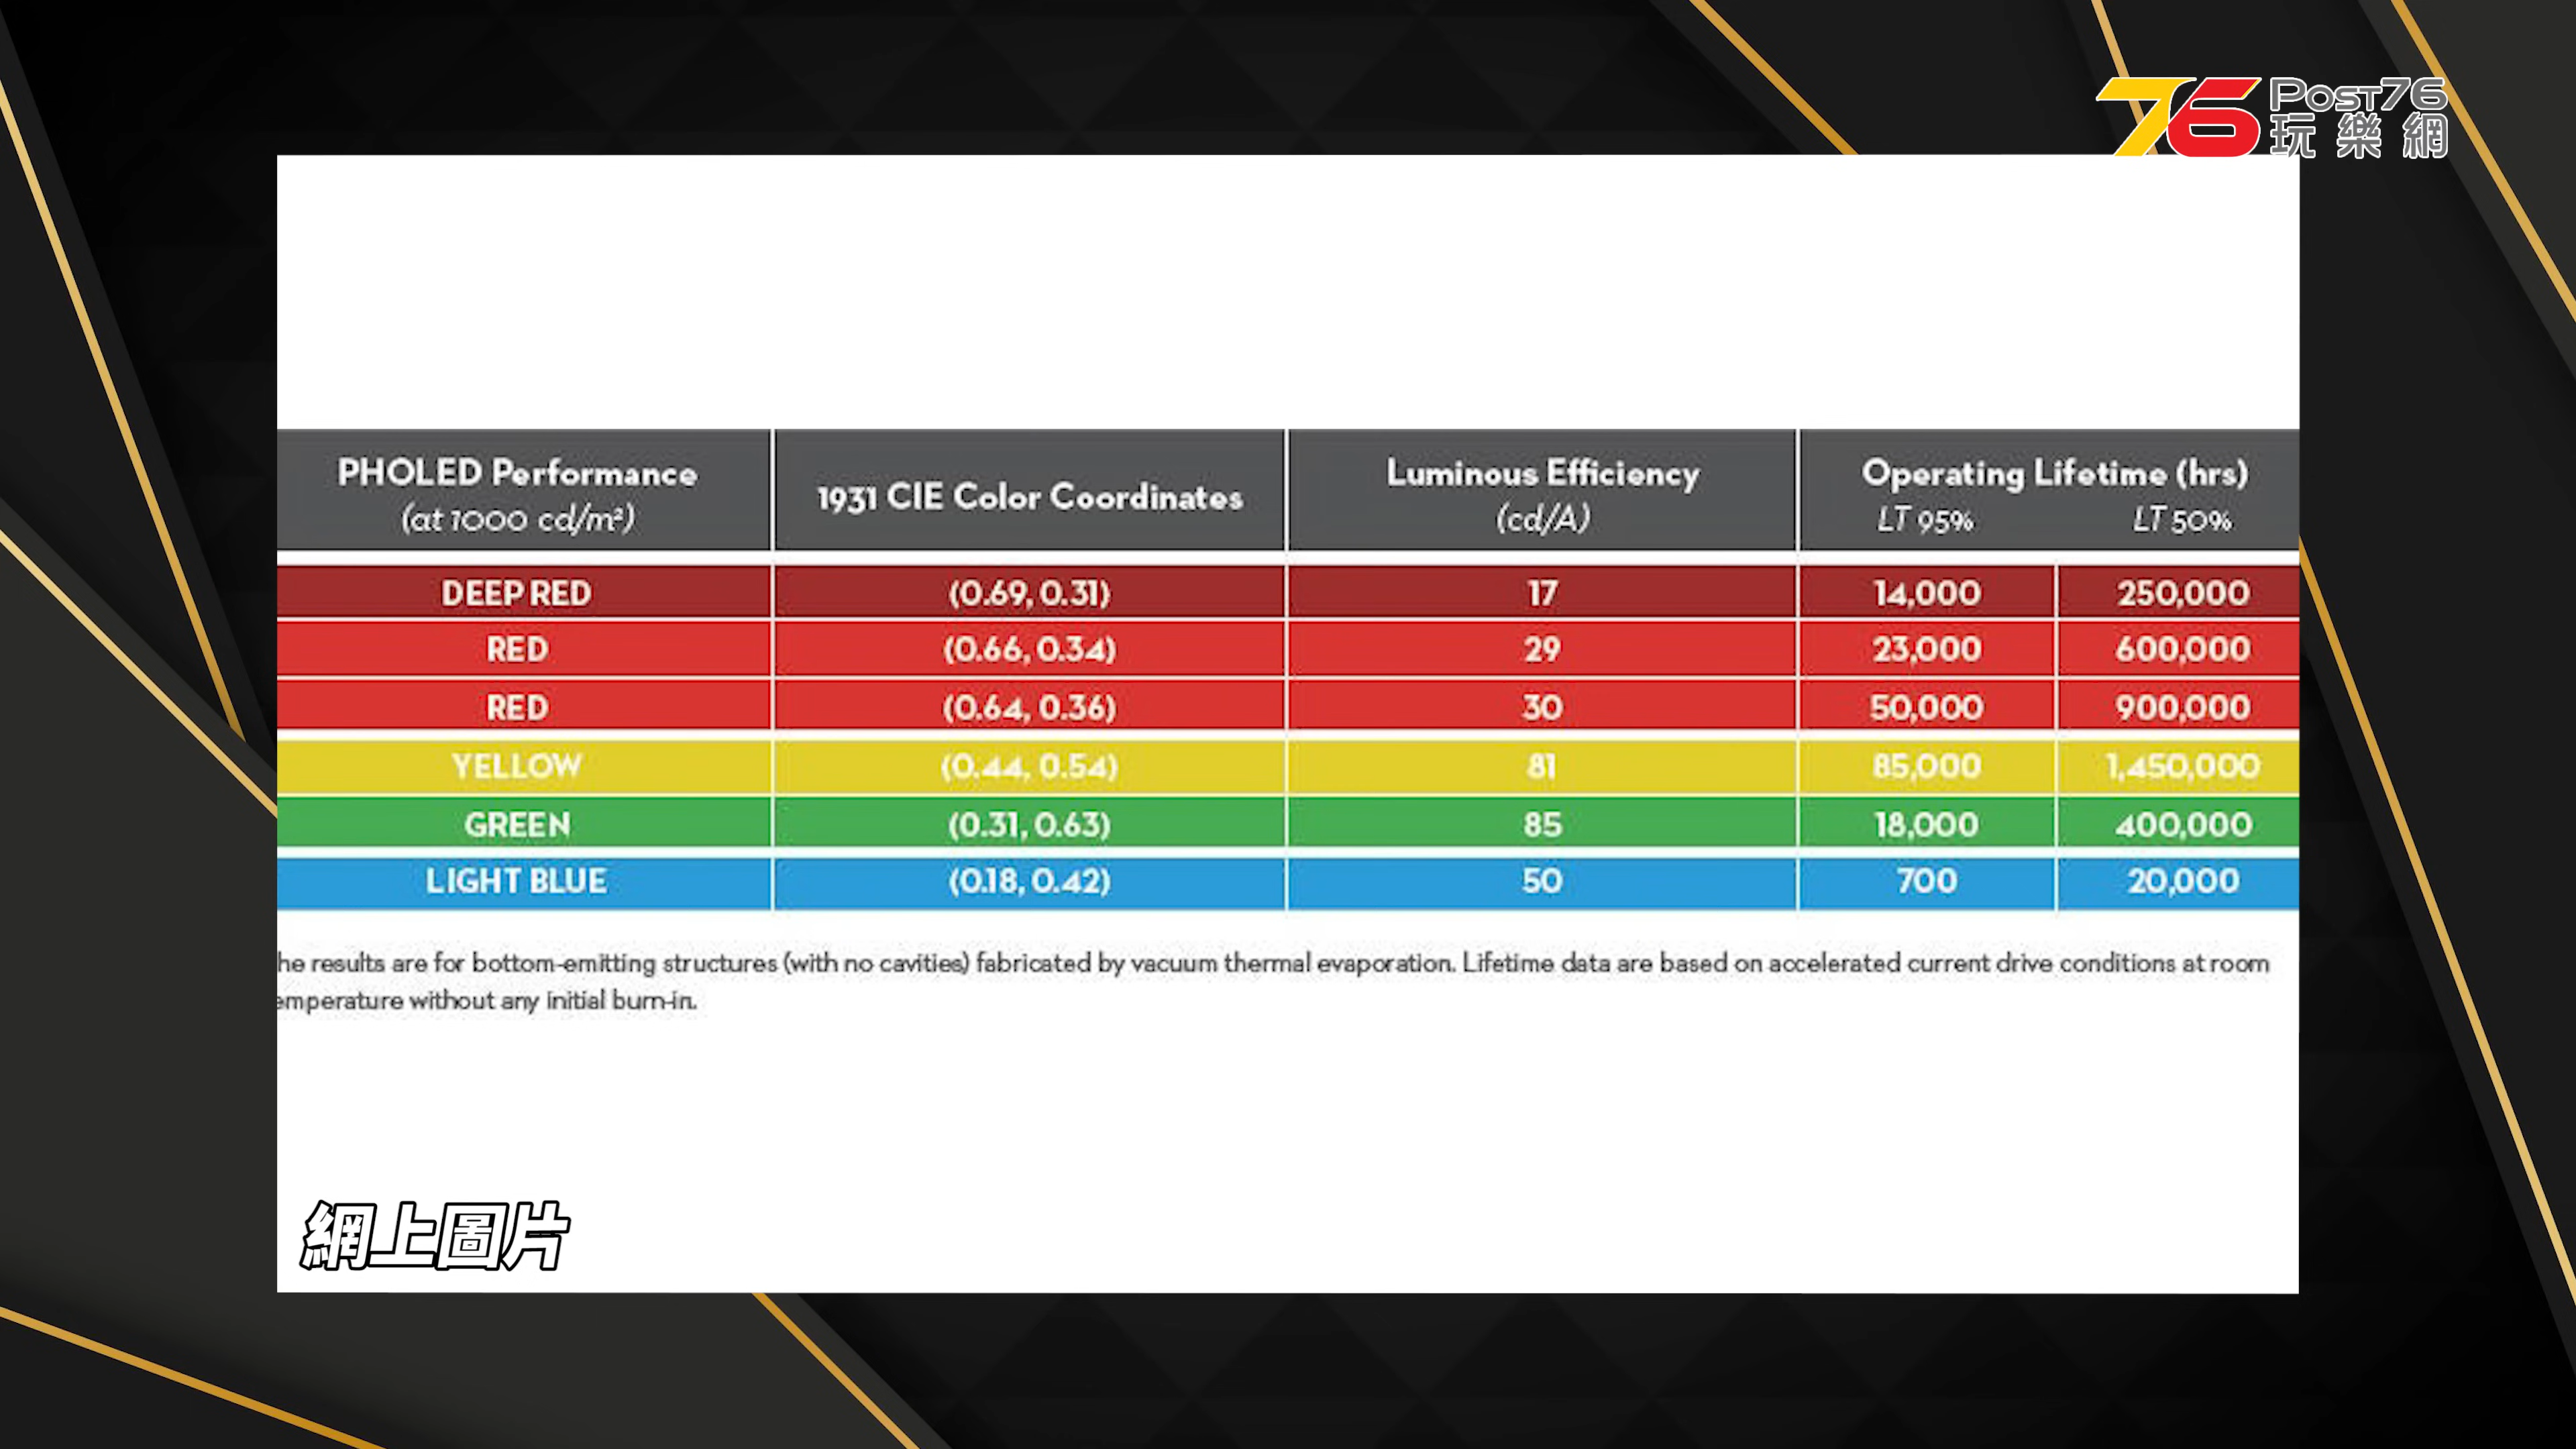 76 POST76
玩樂網
PHOLED Performance 1931 CIE Color Coordinates Luminous Efficiency Operating Lifetime (hrs)
(at 1000 cd/m²) (cd/A) LT 95% LT 50%
DEEP RED (0.69, 0.31) 17 14,000 250,000
RED (0.66, 0.34) 29 23,000 600,000
RED (0.64, 0.36) 30 50,000 900,000
YELLOW (0.44, 0.54) 81 85,000 1,450,000
GREEN (0.31, 0.63) 85 18,000 400,000
LIGHT BLUE (0.18, 0.42) 50 700 20,000
he results are for bottom-emitting structures (with no cavities) fabricated by vacuum thermal evaporation. Lifetime data are based on accelerated current drive conditions at room
emperature without any initial burn-in.
網上圖片